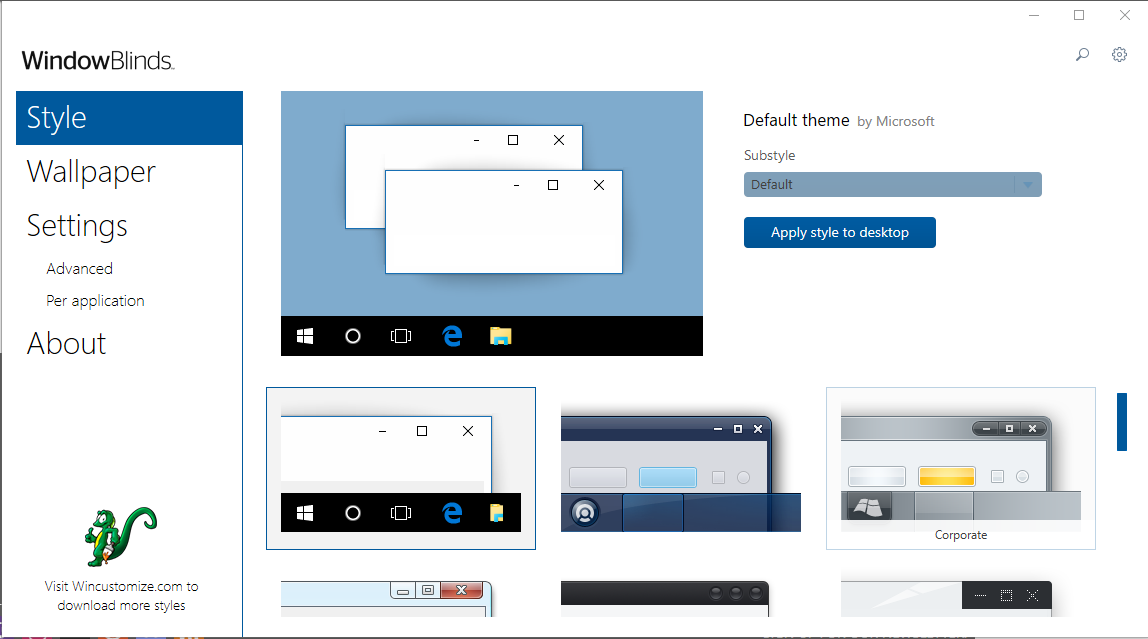 WindowBlinds™
Style
Wallpaper
Settings
Advanced
Per application
About
Visit Wincustomize.com to
download more styles
Default theme by Microsoft
Substyle
Default
Apply style to desktop
Corporate